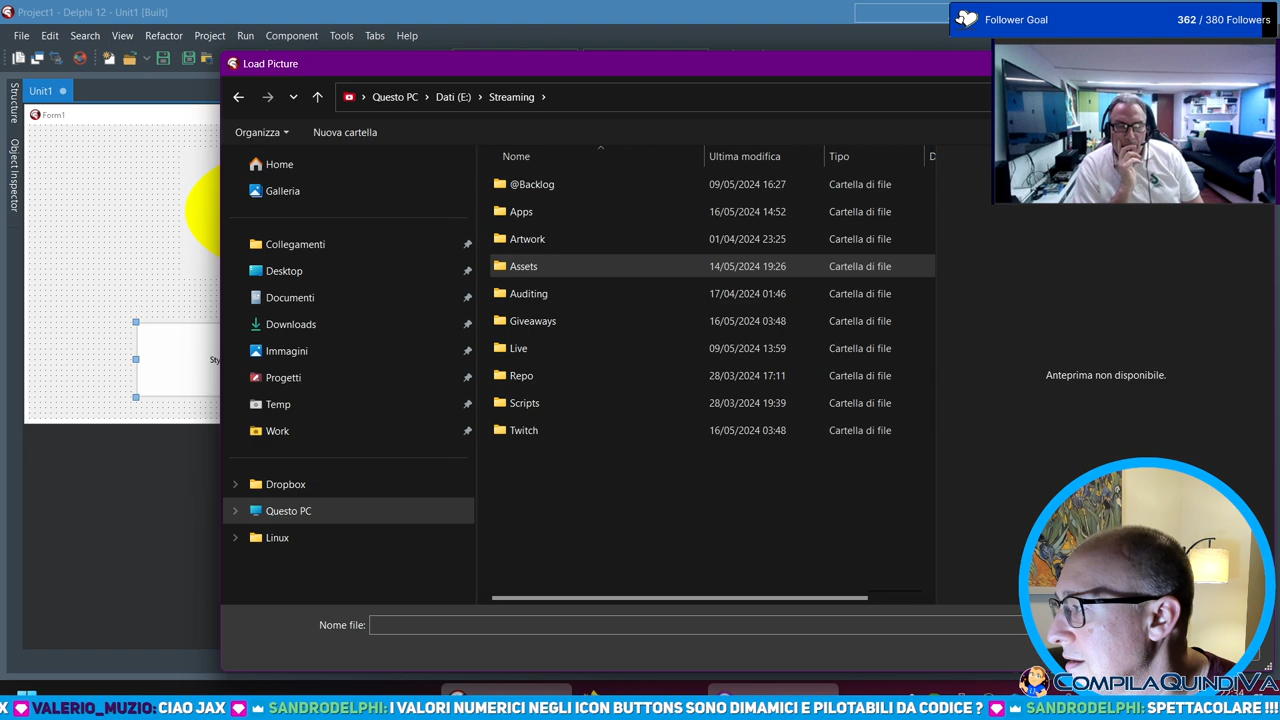 Project1 - Delphi 12 - Unit1 [Built]
File Edit Search View Refactor Project Run Component Tools Tabs Help
Follower Goal 362 / 380 Followers
Unit1
Form1
Structure
Object Inspector
Load Picture
Questo PC > Dati (E:) > Streaming >
Organizza Nuova cartella
Home
Galleria
Collegamenti
Desktop
Documenti
Downloads
Immagini
Progetti
Temp
Work
Dropbox
Questo PC
Linux
Nome Ultima modifica Tipo D
@Backlog 09/05/2024 16:27 Cartella di file
Apps 16/05/2024 14:52 Cartella di file
Artwork 01/04/2024 23:25 Cartella di file
Assets 14/05/2024 19:26 Cartella di file
Auditing 17/04/2024 01:46 Cartella di file
Giveaways 16/05/2024 03:48 Cartella di file
Live 09/05/2024 13:59 Cartella di file
Repo 28/03/2024 17:11 Cartella di file
Scripts 28/03/2024 19:39 Cartella di file
Twitch 16/05/2024 03:48 Cartella di file
Anteprima non disponibile.
Sty
Nome file:
COMPILAQUINDIVA
X VALERIO_MUZIO: CIAO JAX SANDRODELPHI: I VALORI NUMERICI NEGLI ICON BUTTONS SONO DIMAMICI E PILOTABILI DA CODICE ? SANDRODELPHI: SPETTACOLARE !!!